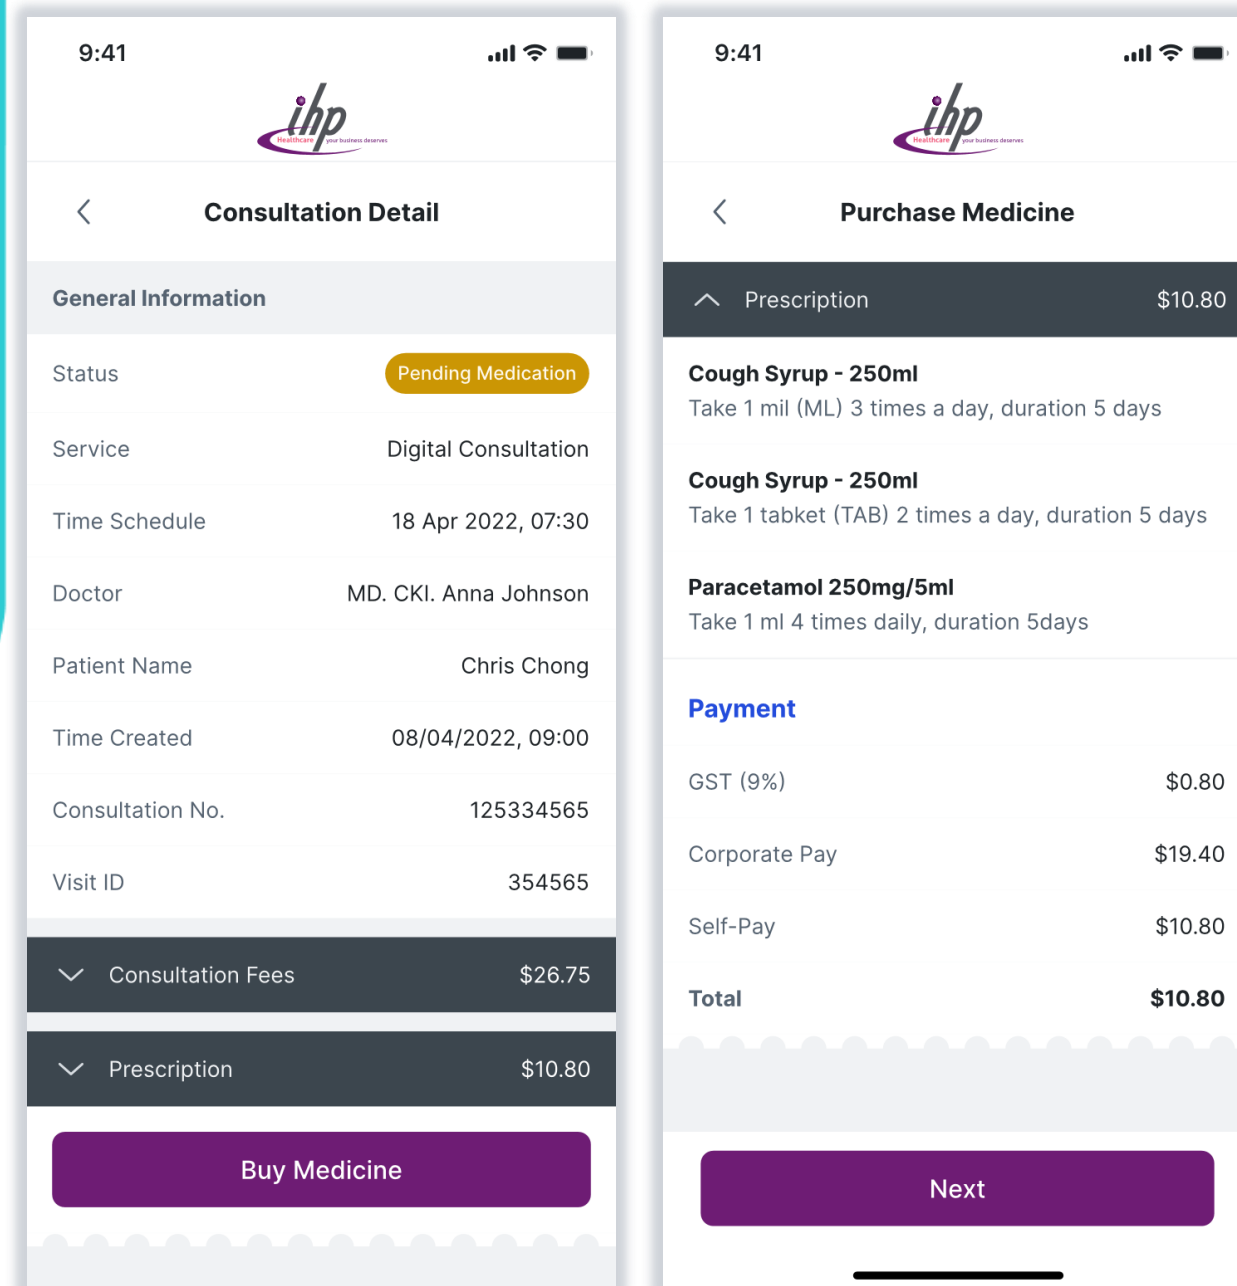 9:41
ihp
Healthcare your business deserves
Consultation Detail
General Information
Status Pending Medication
Service Digital Consultation
Time Schedule 18 Apr 2022, 07:30
Doctor MD. CKI. Anna Johnson
Patient Name Chris Chong
Time Created 08/04/2022, 09:00
Consultation No. 125334565
Visit ID 354565
Consultation Fees $26.75
Prescription $10.80
Buy Medicine
9:41
ihp
Healthcare your business deserves
Purchase Medicine
Prescription $10.80
Cough Syrup - 250ml
Take 1 mil (ML) 3 times a day, duration 5 days
Cough Syrup - 250ml
Take 1 tabket (TAB) 2 times a day, duration 5 days
Paracetamol 250mg/5ml
Take 1 ml 4 times daily, duration 5days
Payment
GST (9%) $0.80
Corporate Pay $19.40
Self-Pay $10.80
Total $10.80
Next